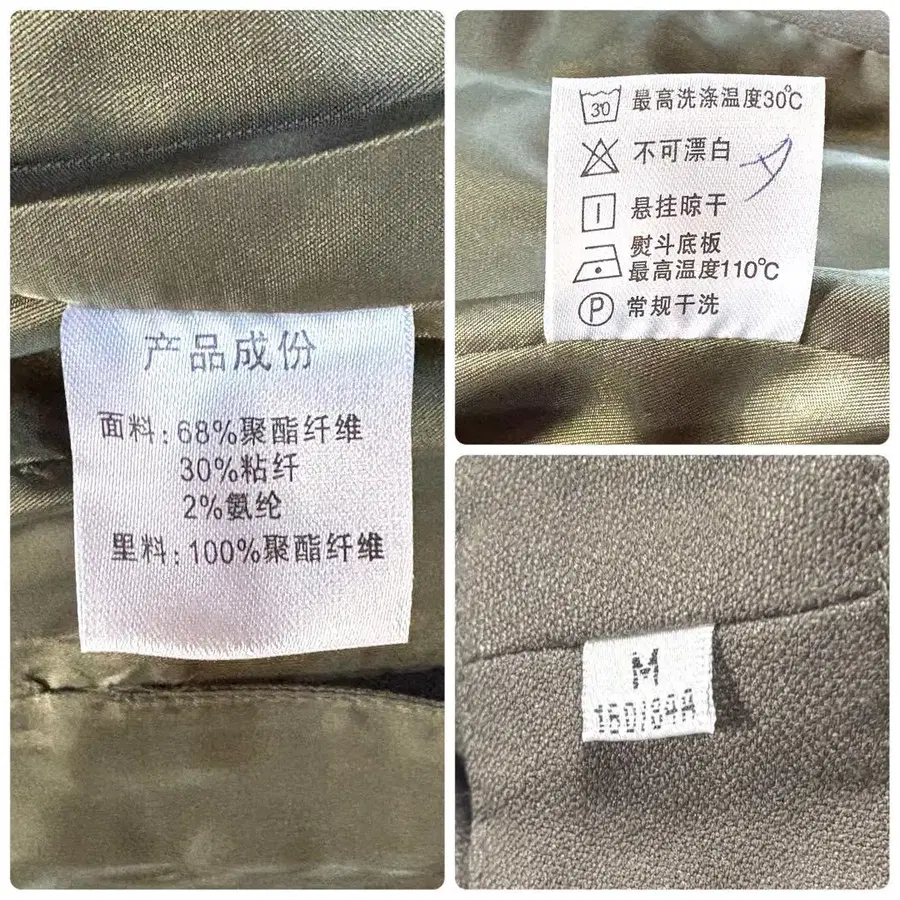 产品成份
面料:68%聚酯纤维
30%粘纤
2%氨纶
里料:100%聚酯纤维
30 最高洗涤温度30℃
不可漂白
悬挂晾干
熨斗底板
最高温度110℃
P 常规干洗
M
160/84A